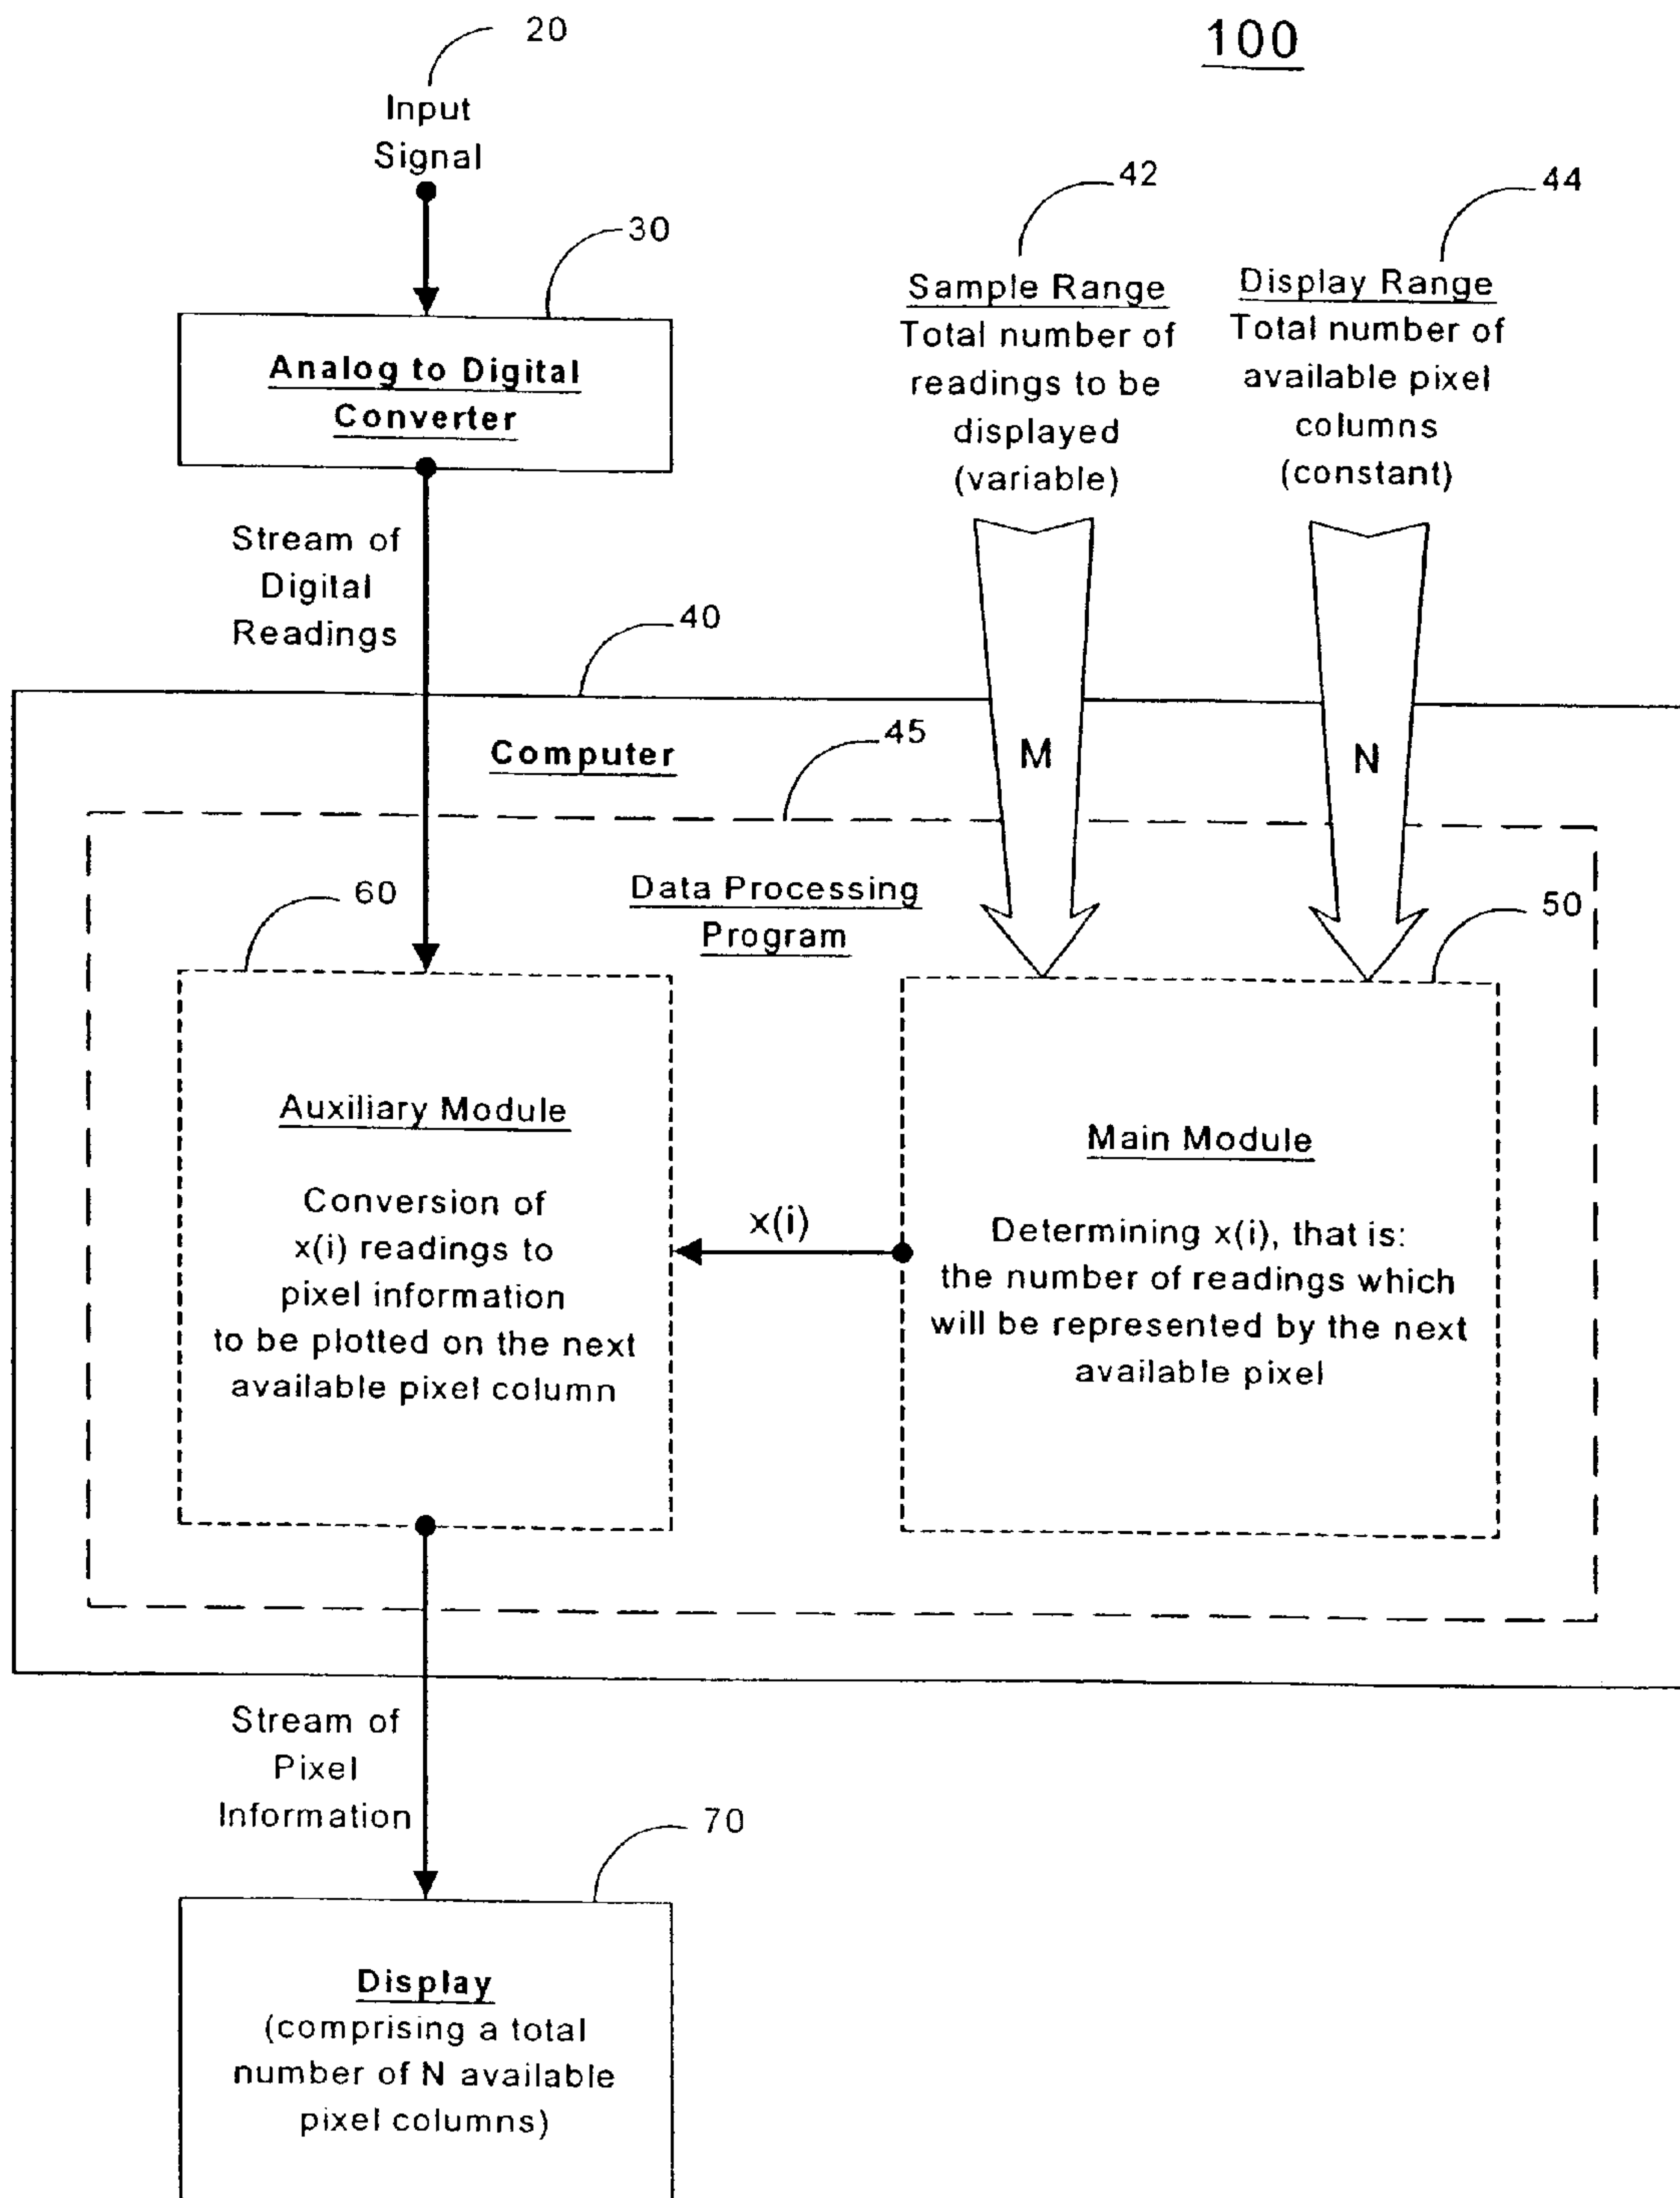 100
20
Input
Signal
30
Analog to Digital
Converter
Stream of
Digital
Readings
42
Sample Range
Total number of
readings to be
displayed
(variable)
44
Display Range
Total number of
available pixel
columns
(constant)
40
Computer
45
M
N
Data Processing
Program
60
Auxiliary Module
Conversion of
x(i) readings to
pixel information
to be plotted on the next
available pixel column
x(i)
50
Main Module
Determining x(i), that is:
the number of readings which
will be represented by the next
available pixel
Stream of
Pixel
Information
70
Display
(comprising a total
number of N available
pixel columns)